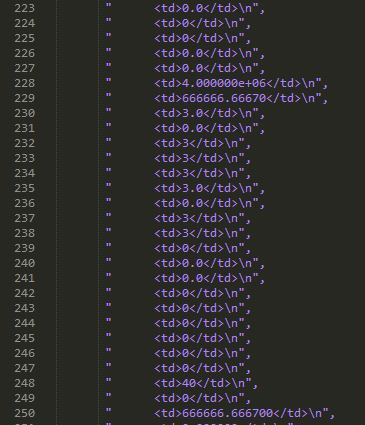 223 "      <td>0.0</td>\n",
224 "      <td>0</td>\n",
225 "      <td>0</td>\n",
226 "      <td>0.0</td>\n",
227 "      <td>0.0</td>\n",
228 "      <td>4.000000e+06</td>\n",
229 "      <td>666666.66670</td>\n",
230 "      <td>3.0</td>\n",
231 "      <td>0.0</td>\n",
232 "      <td>3</td>\n",
233 "      <td>3</td>\n",
234 "      <td>3</td>\n",
235 "      <td>3.0</td>\n",
236 "      <td>0.0</td>\n",
237 "      <td>3</td>\n",
238 "      <td>3</td>\n",
239 "      <td>0</td>\n",
240 "      <td>0.0</td>\n",
241 "      <td>0.0</td>\n",
242 "      <td>0</td>\n",
243 "      <td>0</td>\n",
244 "      <td>0</td>\n",
245 "      <td>0</td>\n",
246 "      <td>0</td>\n",
247 "      <td>0</td>\n",
248 "      <td>40</td>\n",
249 "      <td>0</td>\n",
250 "      <td>666666.666700</td>\n",